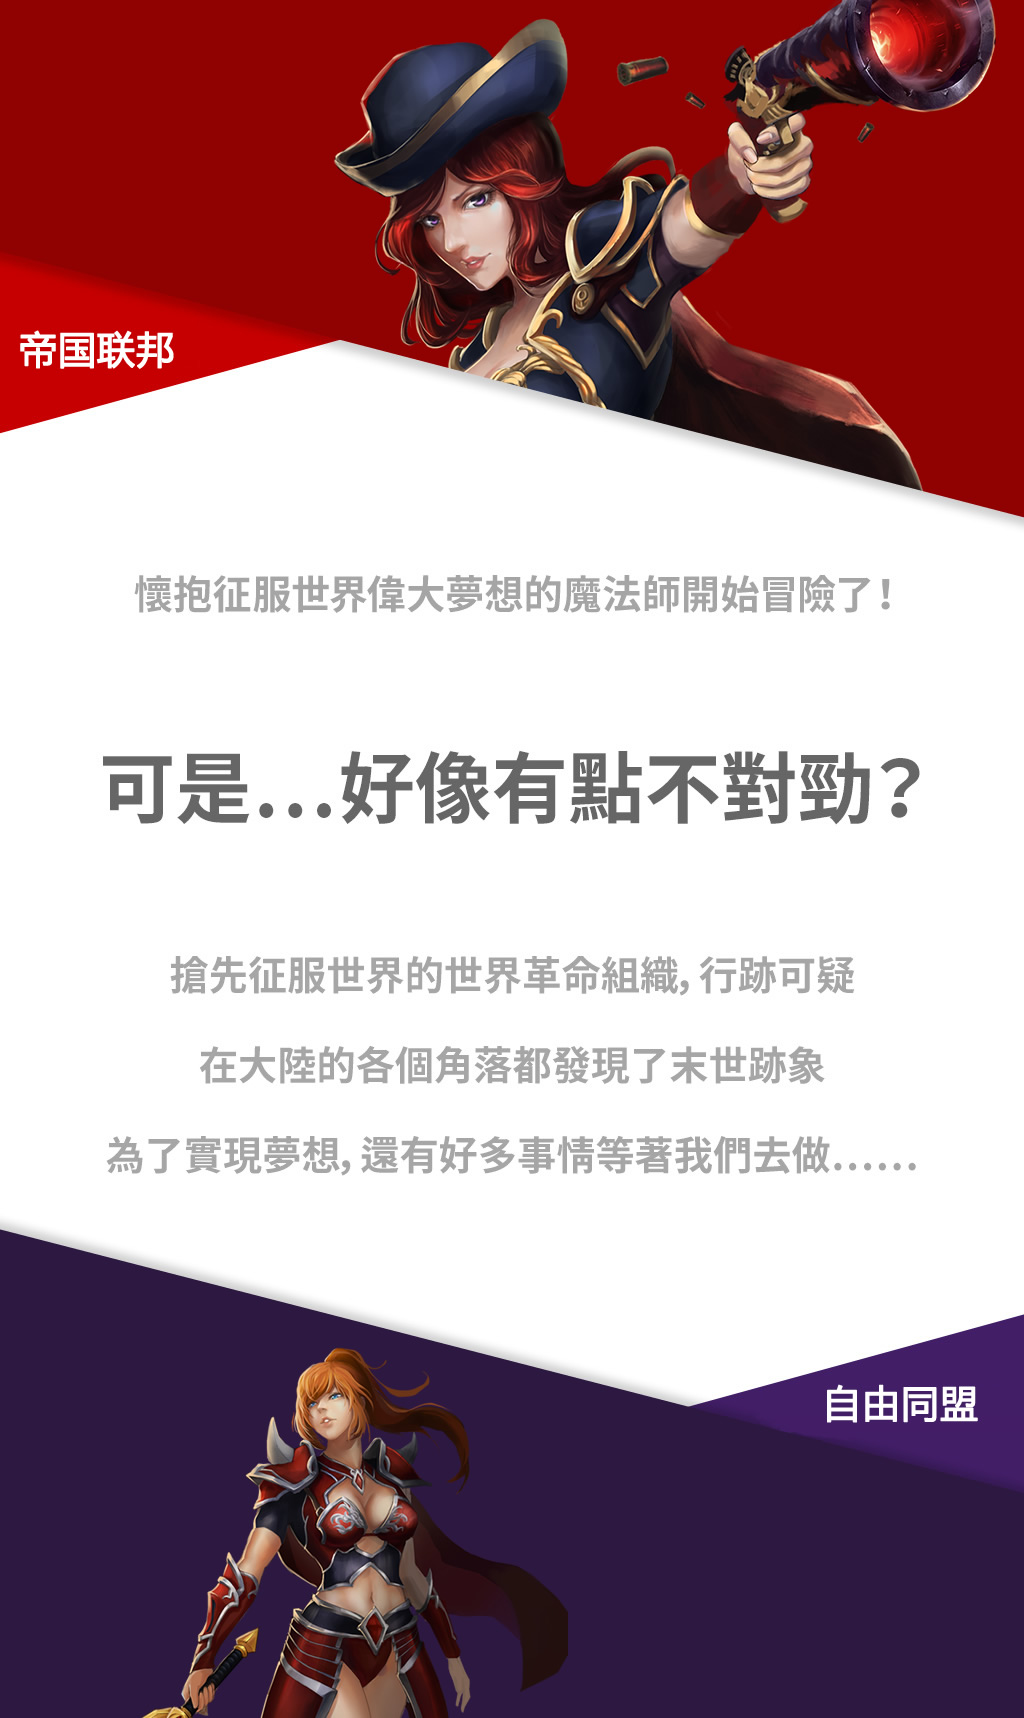 帝国联邦
懷抱征服世界偉大夢想的魔法師開始冒險了！
可是...好像有點不對勁？
搶先征服世界的世界革命組織, 行跡可疑
在大陸的各個角落都發現了末世跡象
為了實現夢想, 還有好多事情等著我們去做......
自由同盟